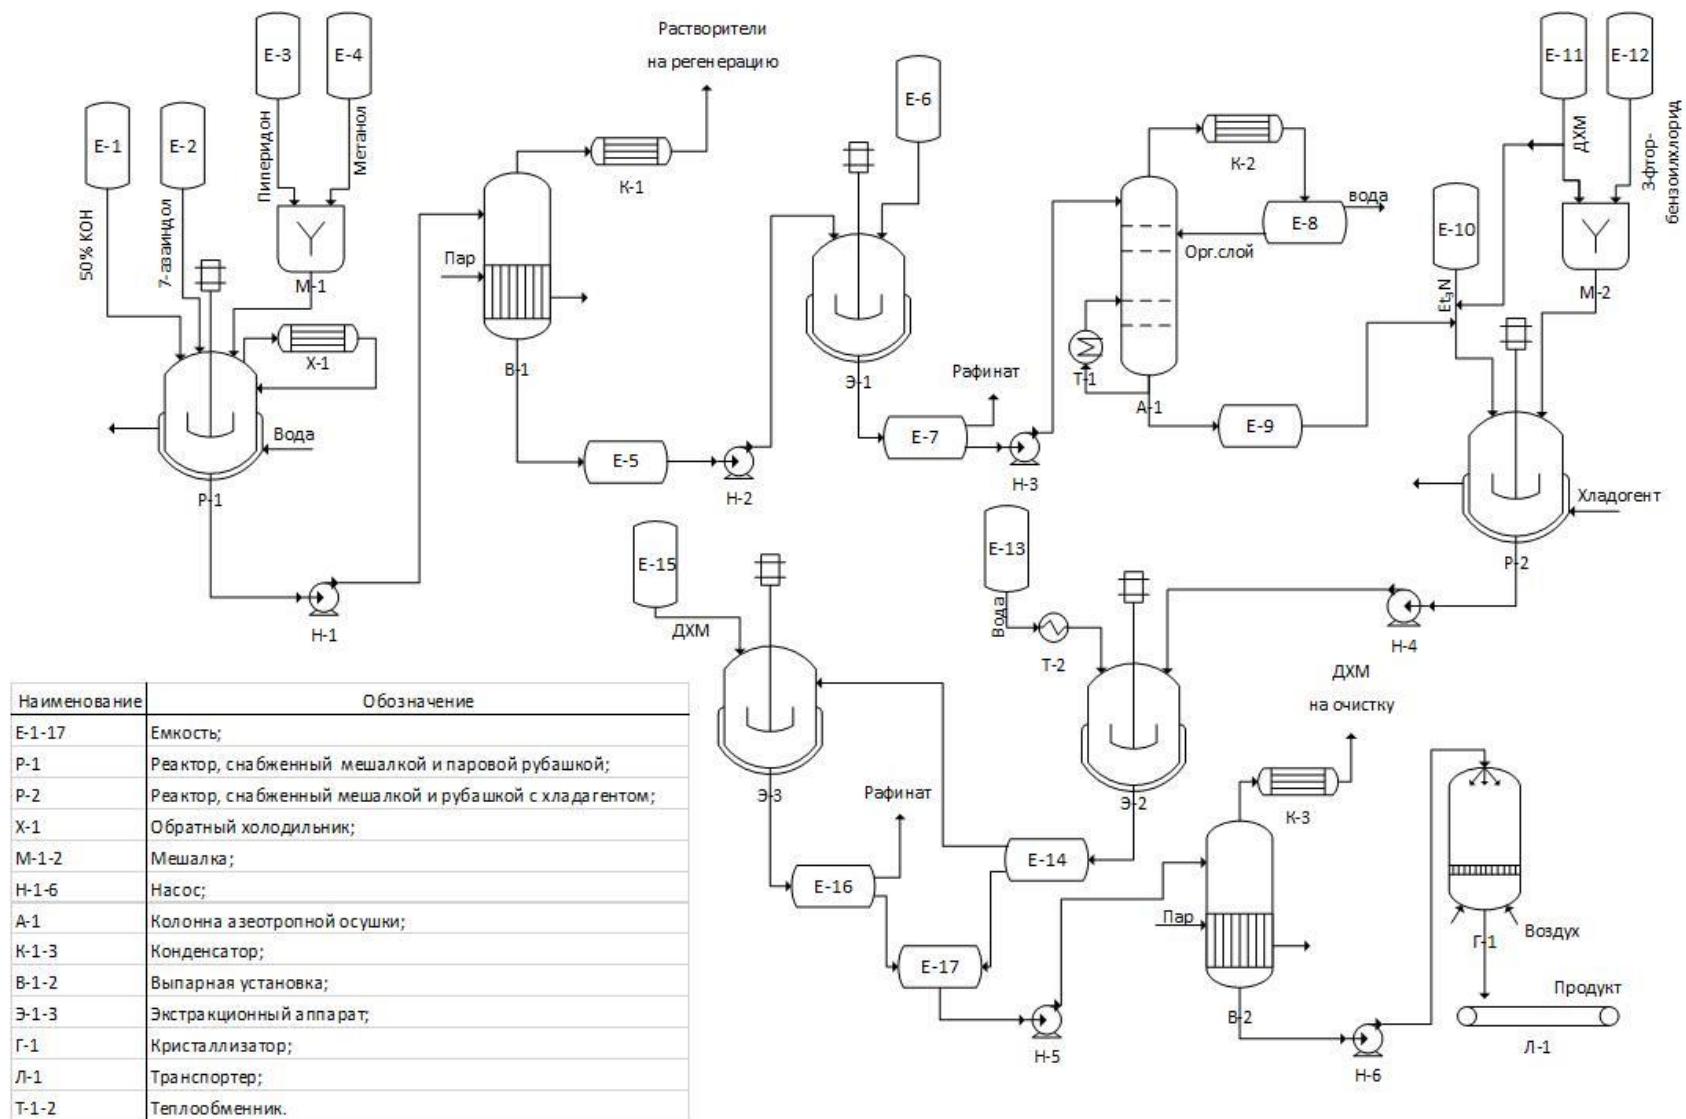 Растворители
на регенерацию
Е-3
Е-4
Е-11
Е-12
Е-6
Е-1
Е-2
Пиперидон
Метанол
50% КОН
7-азаиндол
М-1
Х-1
Вода
Р-1
Н-1
К-1
Пар
В-1
Е-5
Н-2
Э-1
Рафинат
Е-7
Н-3
К-2
Е-8
вода
Орг.слой
Т-1
А-1
Е-9
Е-10
Et₃N
ДХМ
3-фтор-
бензоилхлорид
М-2
Хладогент
Р-2
Н-4
Е-15
ДХМ
Е-13
Вода
Т-2
Э-3
Э-2
Рафинат
Е-16
Е-14
Е-17
Н-5
ДХМ
на очистку
К-3
Пар
В-2
Н-6
Г-1
Воздух
Продукт
Л-1
Наименование Обозначение
Е-1-17 Емкость;
Р-1 Реактор, снабженный мешалкой и паровой рубашкой;
Р-2 Реактор, снабженный мешалкой и рубашкой с хладагентом;
Х-1 Обратный холодильник;
М-1-2 Мешалка;
Н-1-6 Насос;
А-1 Колонна азеотропной осушки;
К-1-3 Конденсатор;
В-1-2 Выпарная установка;
Э-1-3 Экстракционный аппарат;
Г-1 Кристаллизатор;
Л-1 Транспортер;
Т-1-2 Теплообменник.